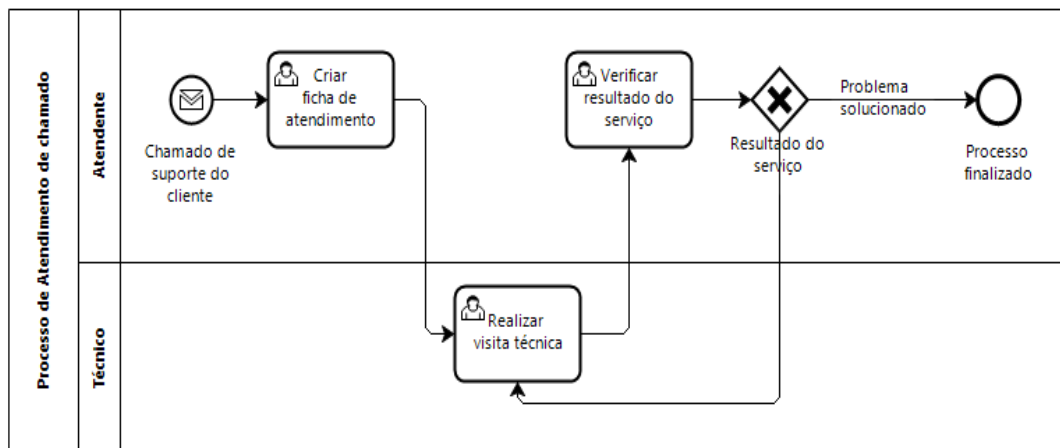 Processo de Atendimento de chamado
Atendente
Chamado de
suporte do
cliente
Criar
ficha de
atendimento
Verificar
resultado do
serviço
Resultado do
serviço
Problema
solucionado
Processo
finalizado
Técnico
Realizar
visita técnica